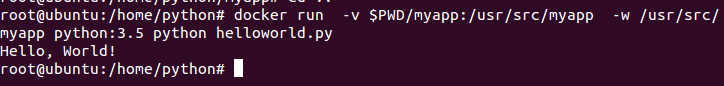 root@ubuntu:/home/python# docker run  -v $PWD/myapp:/usr/src/myapp  -w /usr/src/
myapp python:3.5 python helloworld.py
Hello, World!
root@ubuntu:/home/python#